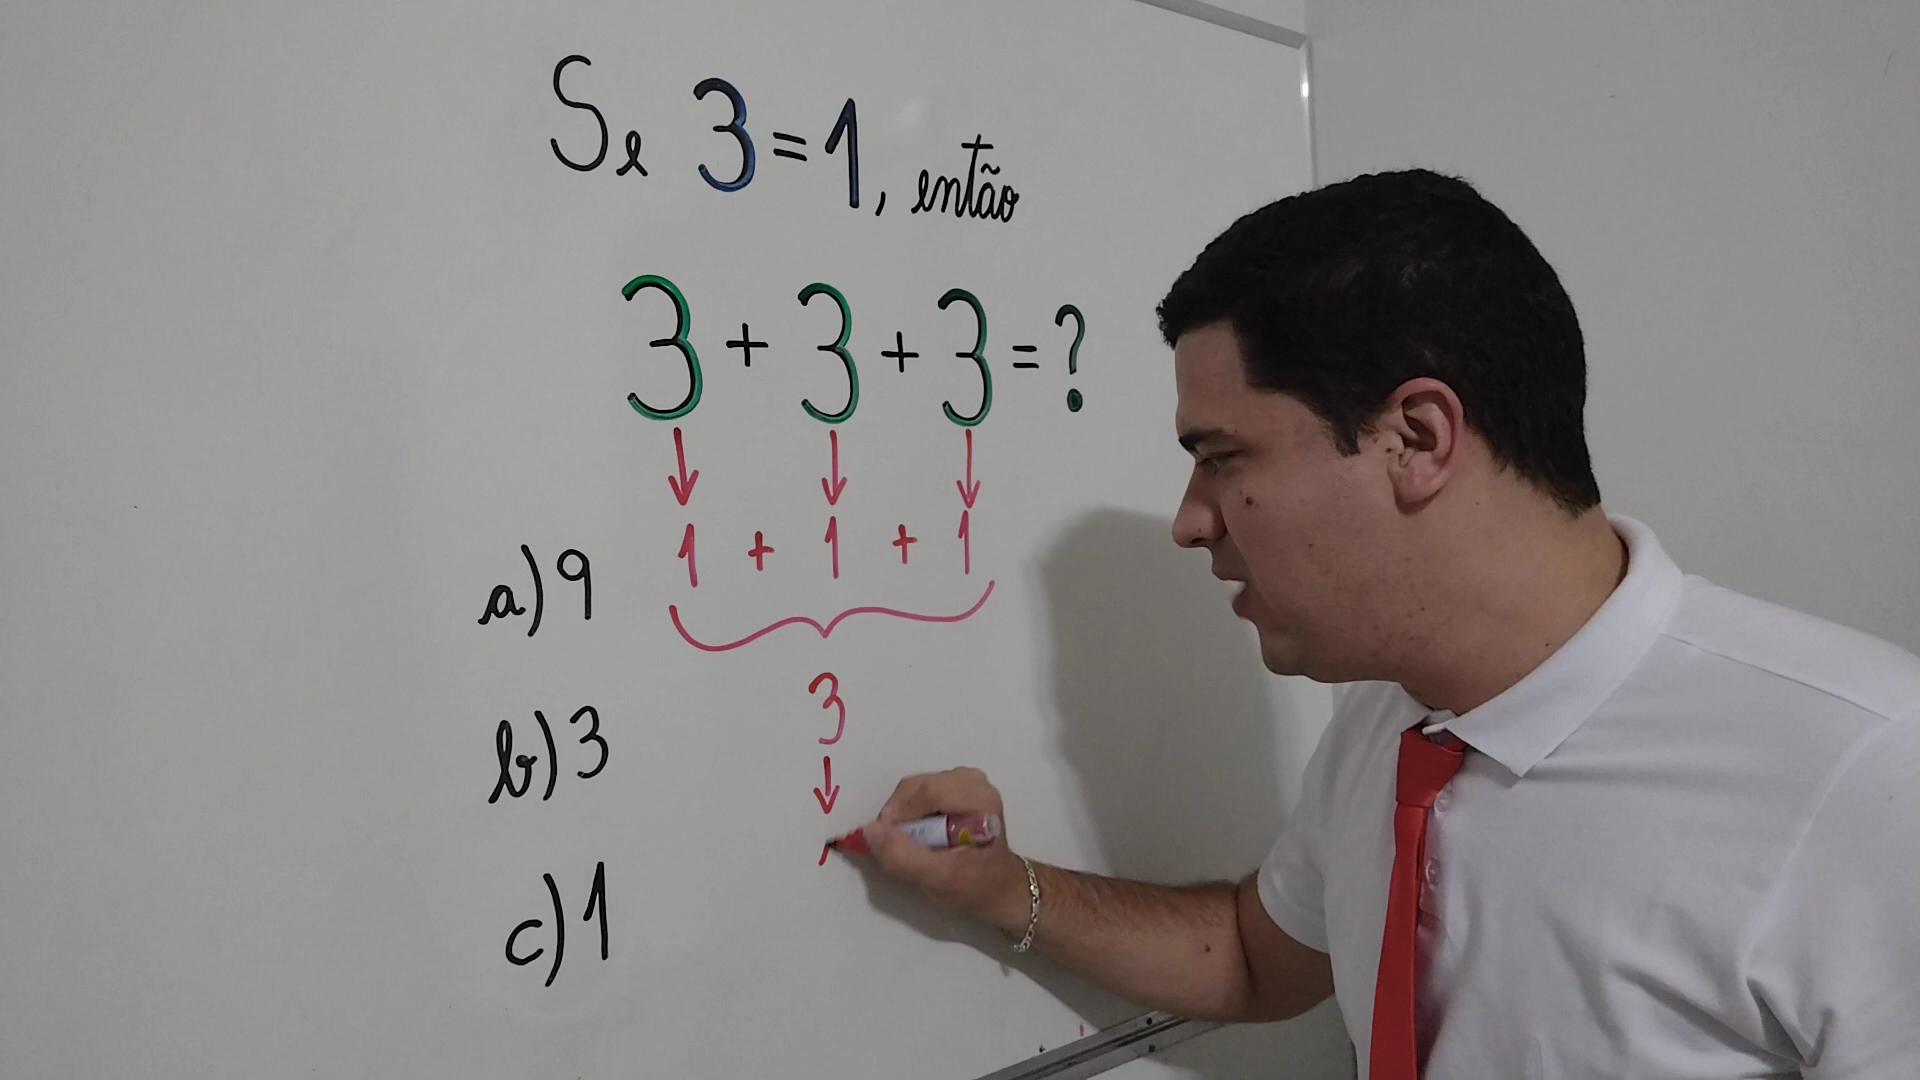 Se 3=1, então
3 + 3 + 3 = ?
1 + 1 + 1
a) 9
3
b) 3
c) 1